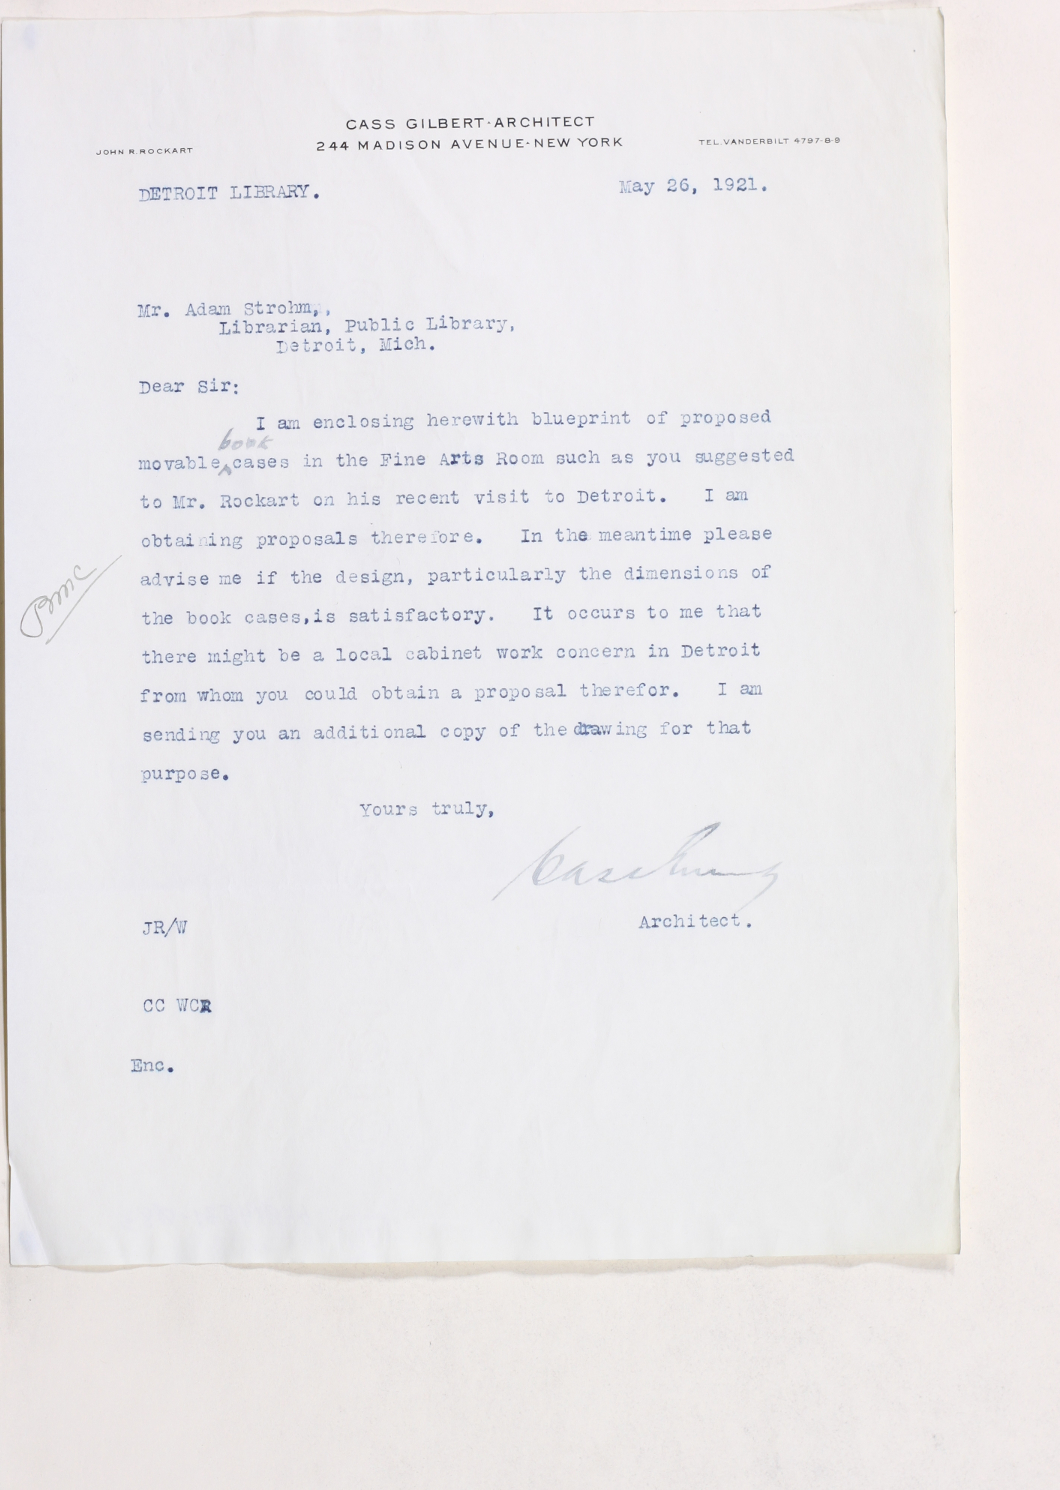 CASS GILBERT·ARCHITECT
244 MADISON AVENUE·NEW YORK
JOHN R. ROCKART
TEL. VANDERBILT 4797-8-9
DETROIT LIBRARY.
May 26, 1921.
Mr. Adam Strohm,,
Librarian, Public Library,
Detroit, Mich.
Dear Sir:
I am enclosing herewith blueprint of proposed
book
movable cases in the Fine Arts Room such as you suggested
to Mr. Rockart on his recent visit to Detroit. I am
obtaining proposals therefore. In the meantime please
advise me if the design, particularly the dimensions of
the book cases,is satisfactory. It occurs to me that
there might be a local cabinet work concern in Detroit
from whom you could obtain a proposal therefor. I am
sending you an additional copy of the drawing for that
purpose.
Yours truly,
Architect.
JR/W
CC WCR
Enc.